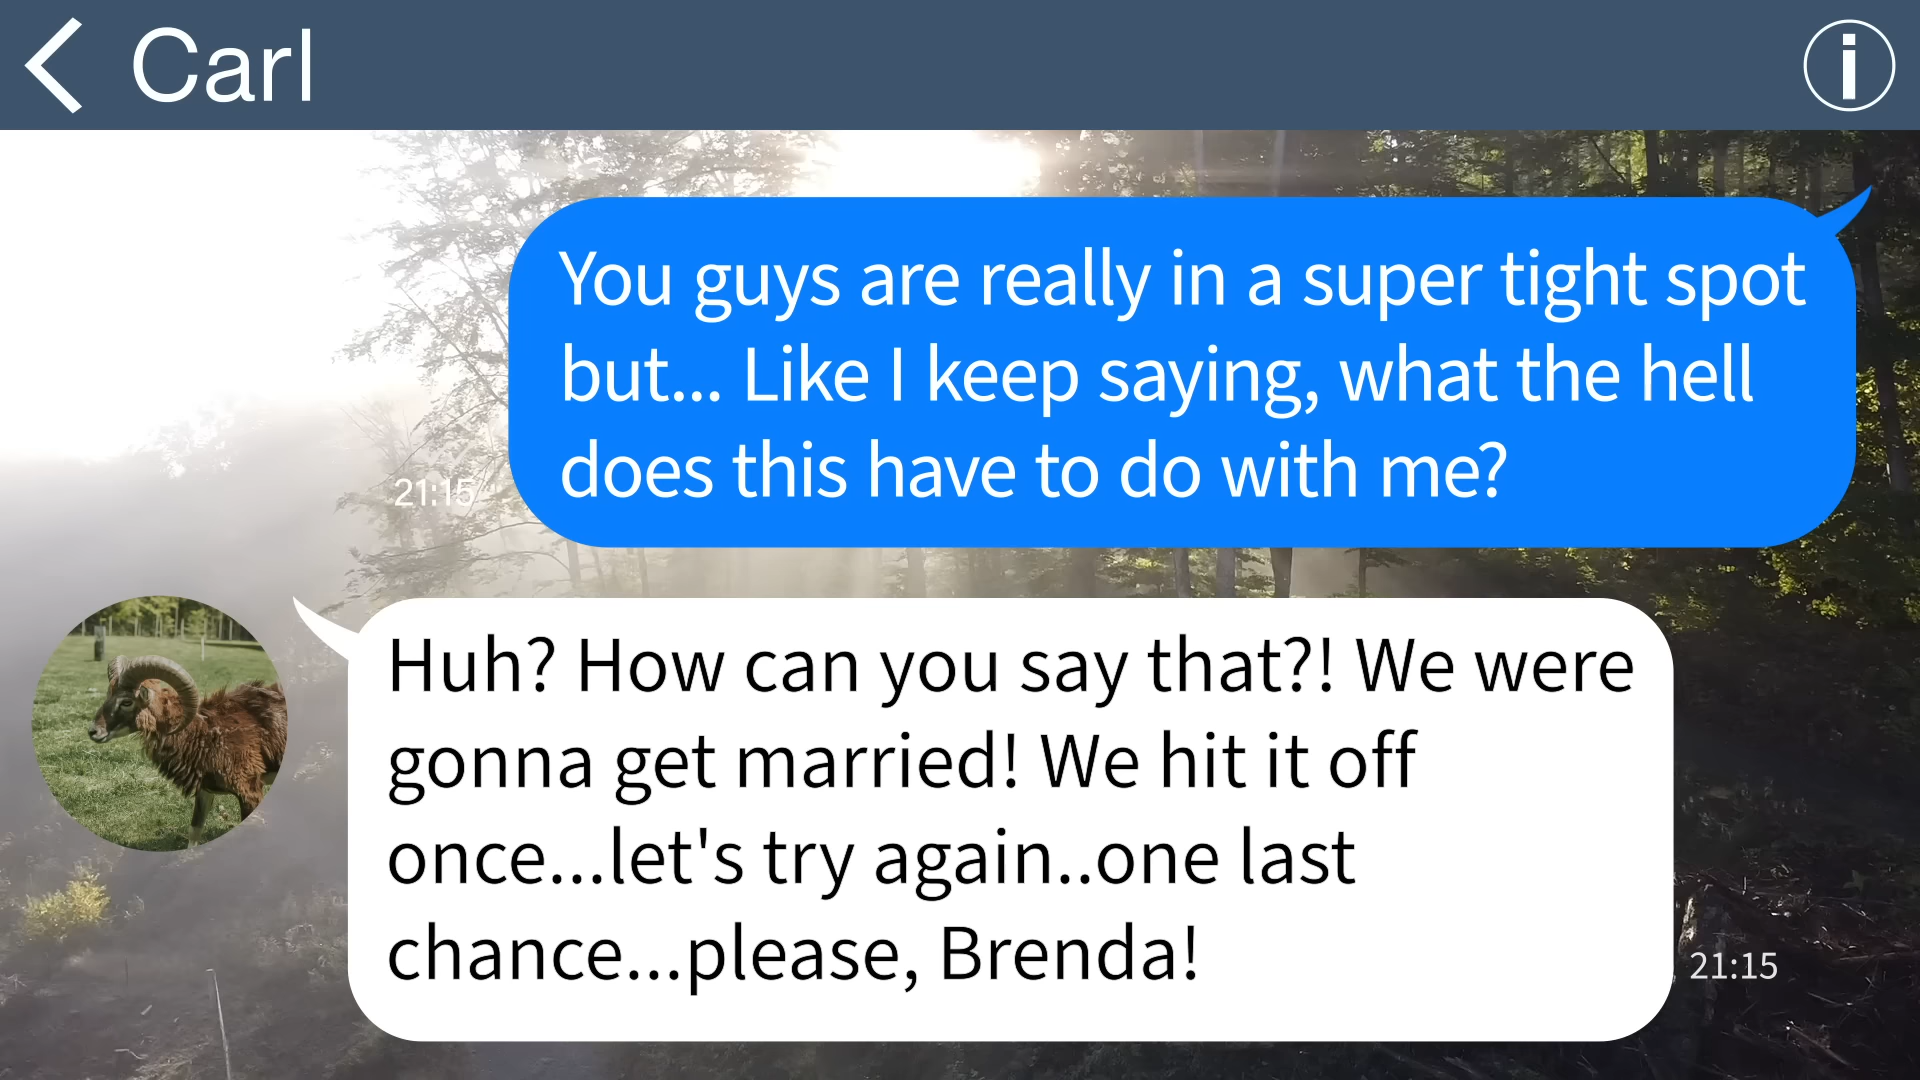 Carl
You guys are really in a super tight spot
but... Like I keep saying, what the hell
does this have to do with me?
21:15
Huh? How can you say that?! We were
gonna get married! We hit it off
once...let's try again..one last
chance...please, Brenda!
21:15